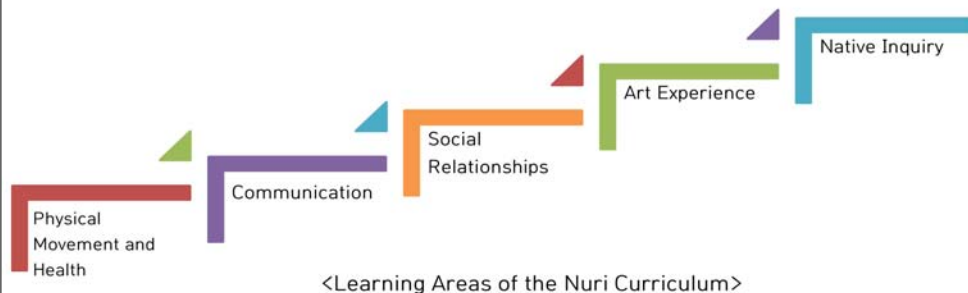 Physical
Movement and
Health
Communication
Social
Relationships
Art Experience
Native Inquiry
<Learning Areas of the Nuri Curriculum>